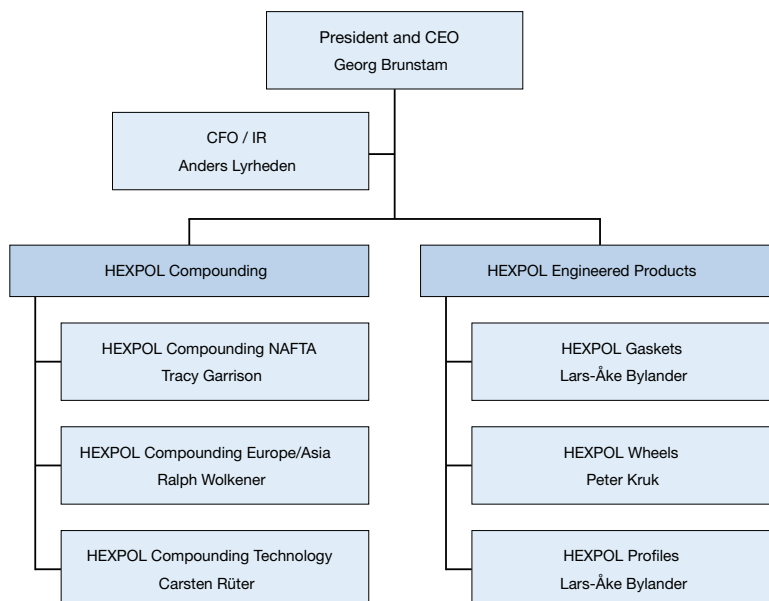 President and CEO
Georg Brunstam
CFO / IR
Anders Lyrheden
HEXPOL Compounding
HEXPOL Compounding NAFTA
Tracy Garrison
HEXPOL Compounding Europe/Asia
Ralph Wolkener
HEXPOL Compounding Technology
Carsten Rüter
HEXPOL Engineered Products
HEXPOL Gaskets
Lars-Åke Bylander
HEXPOL Wheels
Peter Kruk
HEXPOL Profiles
Lars-Åke Bylander